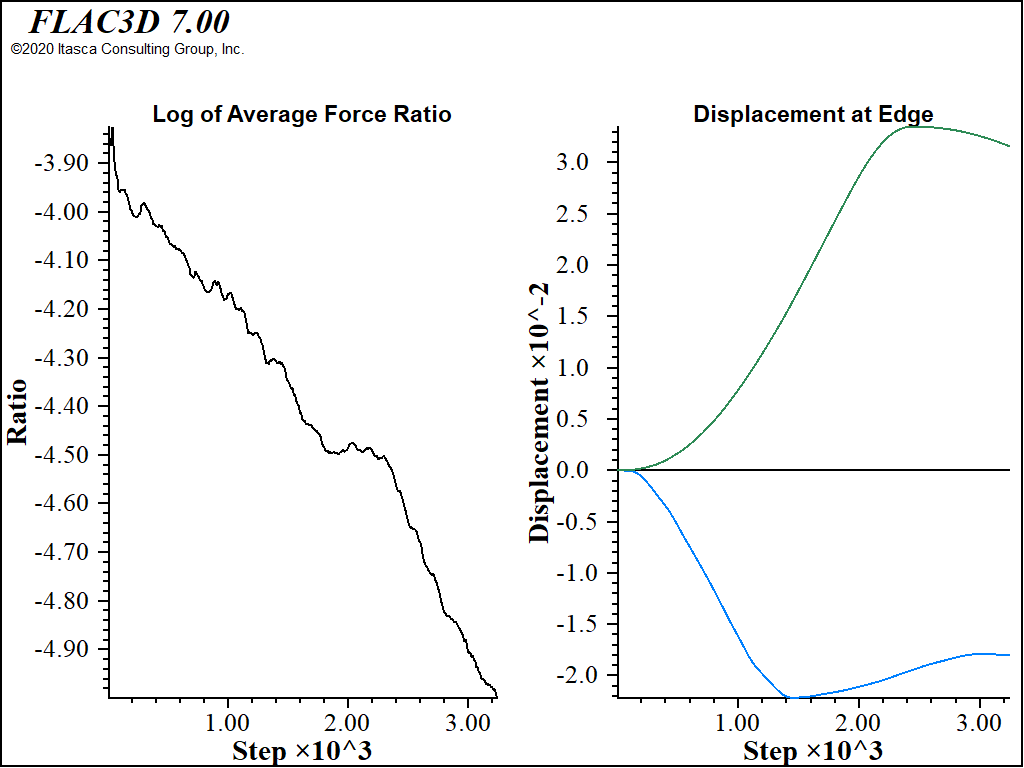 FLAC3D 7.00
©2020 Itasca Consulting Group, Inc.
Log of Average Force Ratio
-3.90
-4.00
-4.10
-4.20
-4.30
-4.40
-4.50
-4.60
-4.70
-4.80
-4.90
Ratio
1.00 2.00 3.00
Step ×10^3
Displacement at Edge
3.0
2.5
2.0
1.5
1.0
0.5
0.0
-0.5
-1.0
-1.5
-2.0
Displacement ×10^-2
1.00 2.00 3.00
Step ×10^3